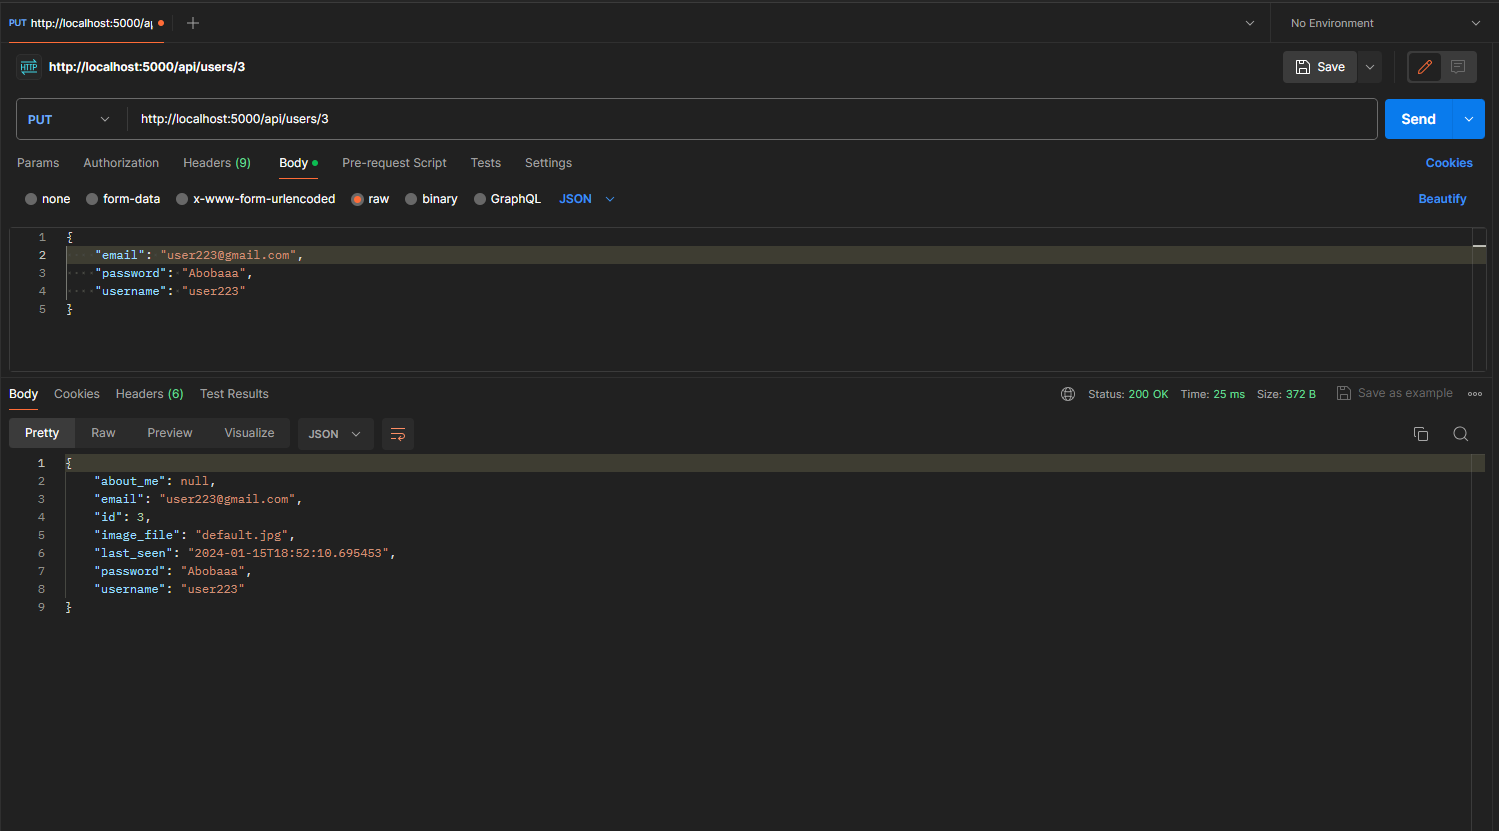 PUT http://localhost:5000/a
No Environment
HTTP http://localhost:5000/api/users/3
Save
PUT http://localhost:5000/api/users/3
Send
Params Authorization Headers (9) Body Pre-request Script Tests Settings Cookies
none form-data x-www-form-urlencoded raw binary GraphQL JSON Beautify
1 {
2 "email": "user223@gmail.com",
3 "password": "Abobaaa",
4 "username": "user223"
5 }
Body Cookies Headers (6) Test Results Status: 200 OK Time: 25 ms Size: 372 B Save as example
Pretty Raw Preview Visualize JSON
1 {
2 "about_me": null,
3 "email": "user223@gmail.com",
4 "id": 3,
5 "image_file": "default.jpg",
6 "last_seen": "2024-01-15T18:52:10.695453",
7 "password": "Abobaaa",
8 "username": "user223"
9 }